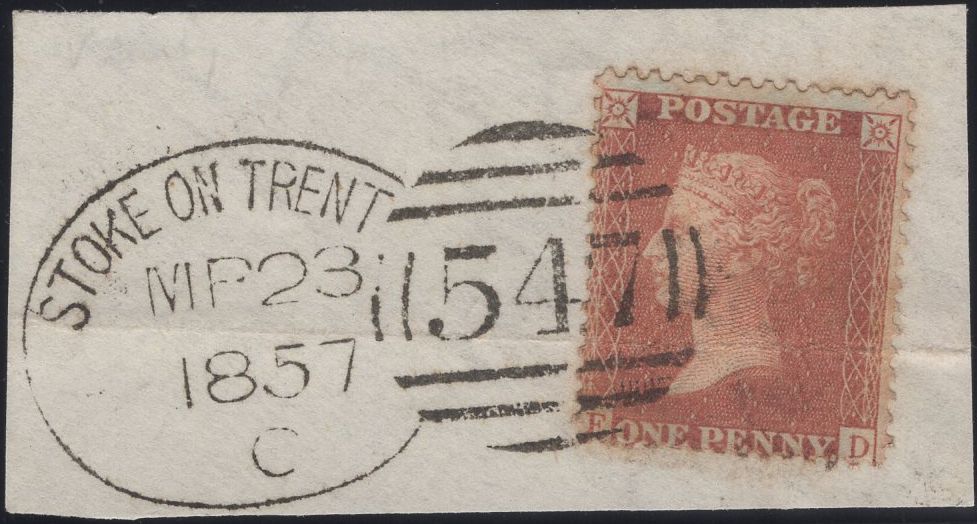 STOKE ON TRENT
MR23
1857
C
547
POSTAGE
E ONE PENNY D